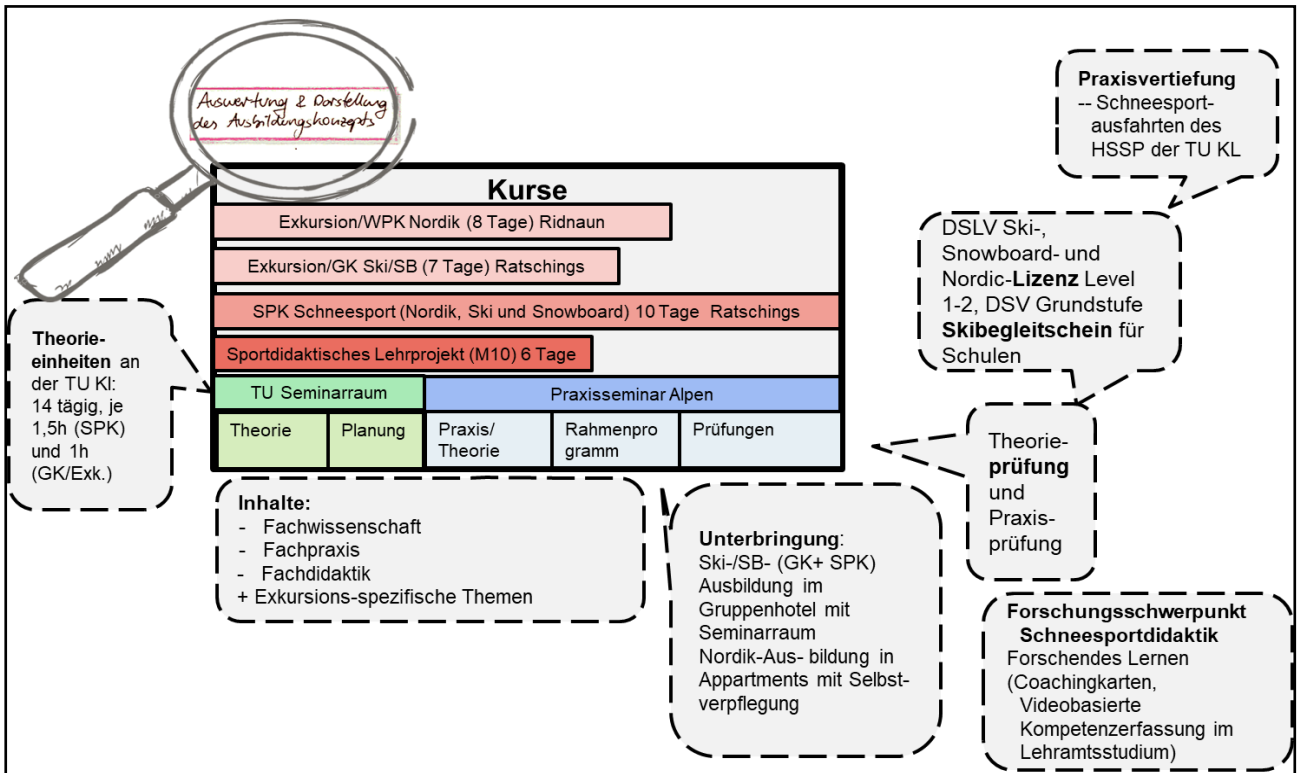 Auswertung & Darstellung
des Ausbildungskonzepts
Kurse
Exkursion/WPK Nordik (8 Tage) Ridnaun
Exkursion/GK Ski/SB (7 Tage) Ratschings
SPK Schneesport (Nordik, Ski und Snowboard) 10 Tage Ratschings
Sportdidaktisches Lehrprojekt (M10) 6 Tage
TU Seminarraum
Praxisseminar Alpen
Theorie
Planung
Praxis/
Theorie
Rahmenpro
gramm
Prüfungen
Theorie-
einheiten an
der TU Kl:
14 tägig, je
1,5h (SPK)
und 1h
(GK/Exk.)
Inhalte:
- Fachwissenschaft
- Fachpraxis
- Fachdidaktik
+ Exkursions-spezifische Themen
Unterbringung:
Ski-/SB- (GK+ SPK)
Ausbildung im
Gruppenhotel mit
Seminarraum
Nordik-Aus- bildung in
Appartments mit Selbst-
verpflegung
Praxisvertiefung
-- Schneesport-
ausfahrten des
HSSP der TU KL
DSLV Ski-,
Snowboard- und
Nordic-Lizenz Level
1-2, DSV Grundstufe
Skibegleitschein für
Schulen
Theorie-
prüfung
und
Praxis-
prüfung
Forschungsschwerpunkt
Schneesportdidaktik
Forschendes Lernen
(Coachingkarten,
Videobasierte
Kompetenzerfassung im
Lehramtsstudium)